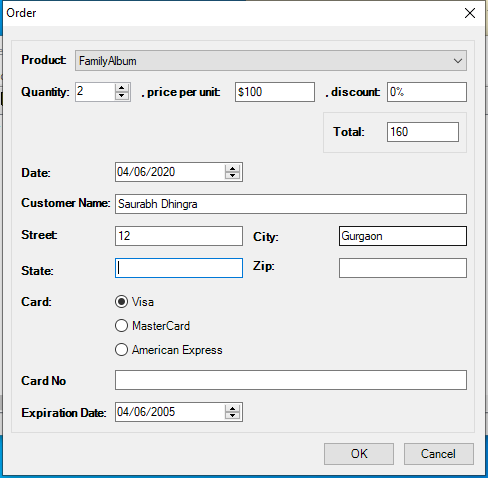 Order
Product: FamilyAlbum
Quantity: 2 , price per unit: $100 , discount: 0%
Total: 160
Date: 04/06/2020
Customer Name: Saurabh Dhingra
Street: 12 City: Gurgaon
State: Zip:
Card: Visa
MasterCard
American Express
Card No
Expiration Date: 04/06/2005
OK Cancel